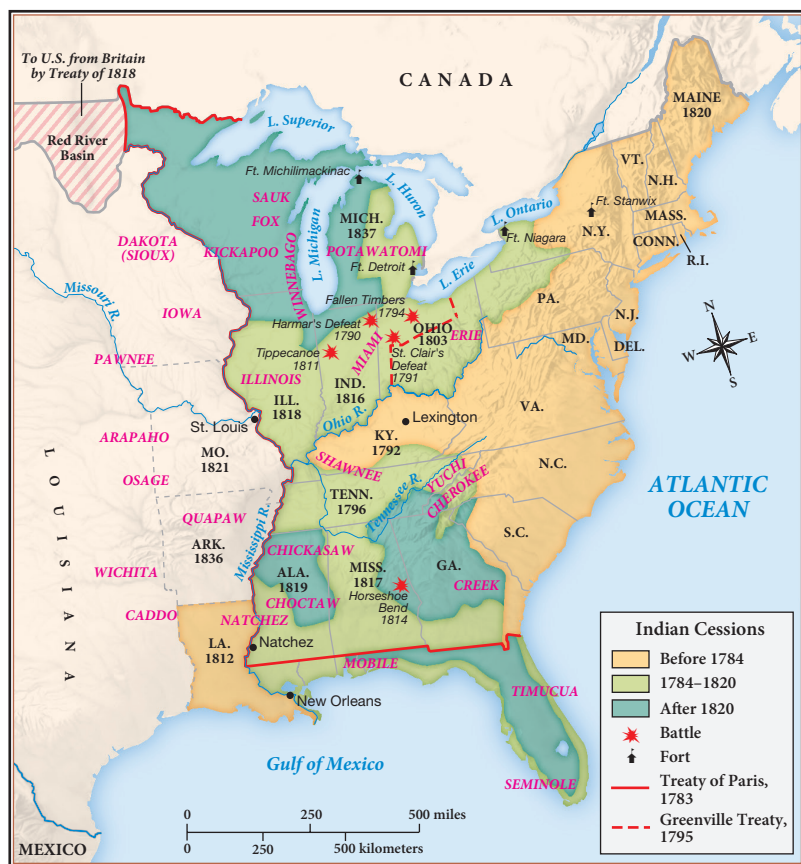 To U.S. from Britain
by Treaty of 1818
CANADA
MAINE
1820
Red River
Basin
L. Superior
Ft. Michilimackinac
L. Huron
VT.
N.H.
Ft. Stanwix
SAUK
FOX
MICH.
1837
L. Michigan
L. Ontario
MASS.
N.Y.
CONN.
R.I.
DAKOTA
(SIOUX)
KICKAPOO
WINNEBAGO
POTAWATOMI
Ft. Niagara
Ft. Detroit
L. Erie
Missouri R.
IOWA
Fallen Timbers
1794
PA.
N.J.
Harmar's Defeat
1790
OHIO
1803
ERIE
MD.
DEL.
N
E
S
W
PAWNEE
Tippecanoe
1811
MIAMI
St. Clair's
Defeat
1791
ILLINOIS
IND.
1816
ILL.
1818
Ohio R.
Lexington
VA.
St. Louis
KY.
1792
ARAPAHO
MO.
1821
SHAWNEE
N.C.
OSAGE
TENN.
1796
Tennessee R.
YUCHI
CHEROKEE
ATLANTIC
OCEAN
LOUISIANA
QUAPAW
Mississippi R.
S.C.
ARK.
1836
CHICKASAW
WICHITA
ALA.
1819
MISS.
1817
GA.
CREEK
CHOCTAW
Horseshoe
Bend
1814
CADDO
NATCHEZ
LA.
1812
Natchez
MOBILE
New Orleans
TIMUCUA
Gulf of Mexico
SEMINOLE
MEXICO
0 250 500 miles
0 250 500 kilometers
Indian Cessions
Before 1784
1784–1820
After 1820
Battle
Fort
Treaty of Paris,
1783
Greenville Treaty,
1795